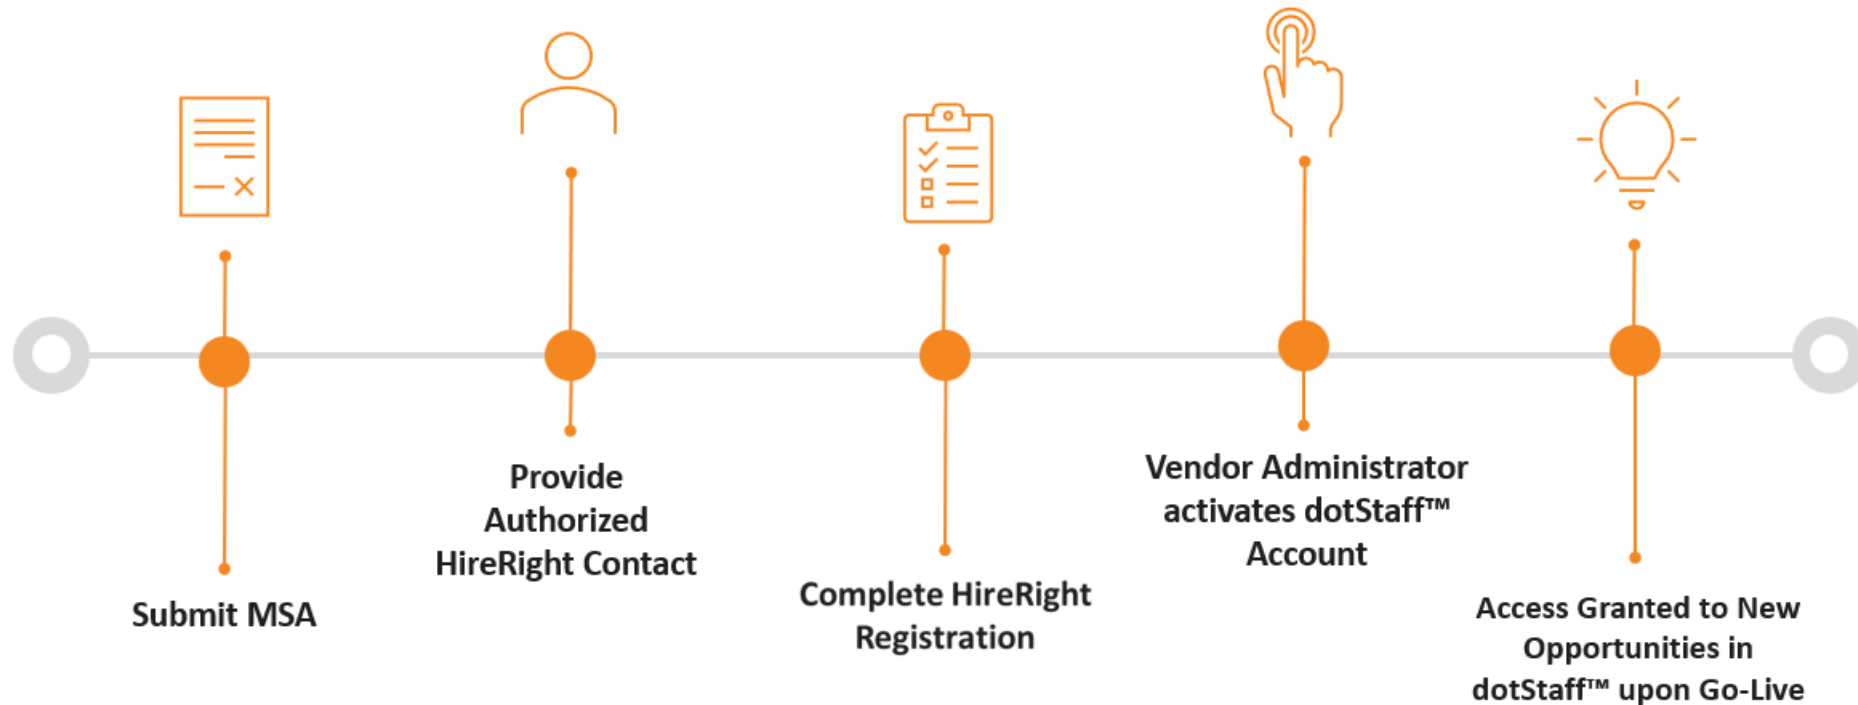 Submit MSA
Provide
Authorized
HireRight Contact
Complete HireRight
Registration
Vendor Administrator
activates dotStaff™
Account
Access Granted to New
Opportunities in
dotStaff™ upon Go-Live